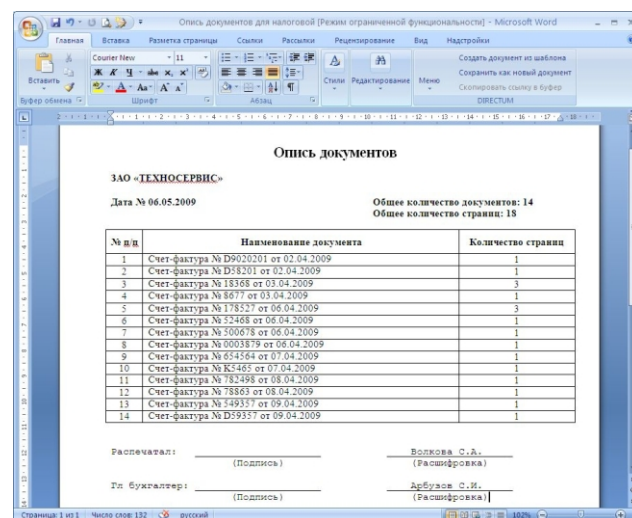 Опись документов для налоговой [Режим ограниченной функциональности] - Microsoft Word
Главная Вставка Разметка страницы Ссылки Рассылки Рецензирование Вид Надстройки
Вставить
Courier New 11
Стили Редактирование Меню
Создать документ из шаблона
Сохранить как новый документ
Скопировать ссылку в буфер
Буфер обмена Шрифт Абзац DIRECTUM
Опись документов
ЗАО «ТЕХНОСЕРВИС»
Дата № 06.05.2009 Общее количество документов: 14
Общее количество страниц: 18
№ п/п Наименование документа Количество страниц
1 Счет-фактура № D9020201 от 02.04.2009 1
2 Счет-фактура № D58201 от 02.04.2009 1
3 Счет-фактура № 18368 от 03.04.2009 3
4 Счет-фактура № 8677 от 03.04.2009 1
5 Счет-фактура № 178527 от 06.04.2009 3
6 Счет-фактура № 52468 от 06.04.2009 1
7 Счет-фактура № 500678 от 06.04.2009 1
8 Счет-фактура № 0003879 от 06.04.2009 1
9 Счет-фактура № 654564 от 07.04.2009 1
10 Счет-фактура № K5465 от 07.04.2009 1
11 Счет-фактура № 782498 от 08.04.2009 1
12 Счет-фактура № 78863 от 08.04.2009 1
13 Счет-фактура № 549357 от 09.04.2009 1
14 Счет-фактура № D59357 от 09.04.2009 1
Распечатал: Волкова С.А.
(Подпись) (Расшифровка)
Гл бухгалтер: Арбузов С.И.
(Подпись) (Расшифровка)
Страница: 1 из 1 Число слов: 132 русский 102%